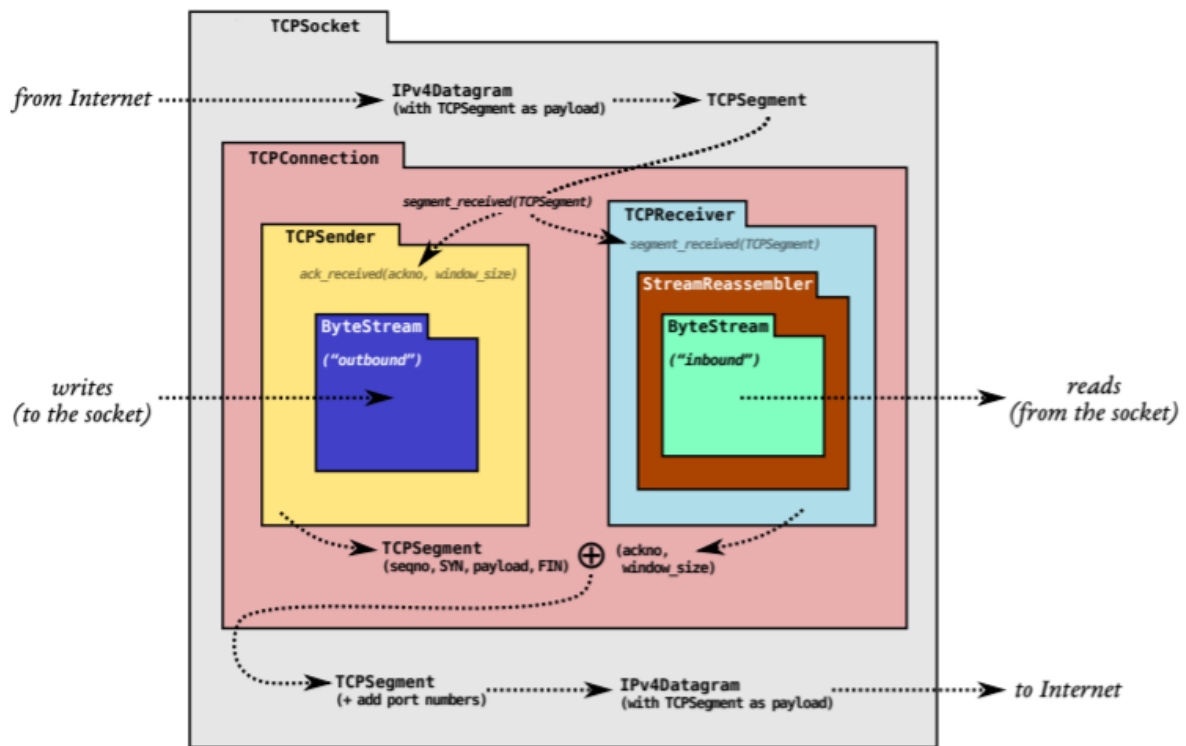 TCPSocket
from Internet
IPv4Datagram
(with TCPSegment as payload)
TCPSegment
TCPConnection
segment_received(TCPSegment)
TCPSender
ack_received(ackno, window_size)
ByteStream
(“outbound”)
TCPReceiver
segment_received(TCPSegment)
StreamReassembler
ByteStream
(“inbound”)
writes
(to the socket)
reads
(from the socket)
TCPSegment
(seqno, SYN, payload, FIN)
(ackno,
window_size)
TCPSegment
(+ add port numbers)
IPv4Datagram
(with TCPSegment as payload)
to Internet